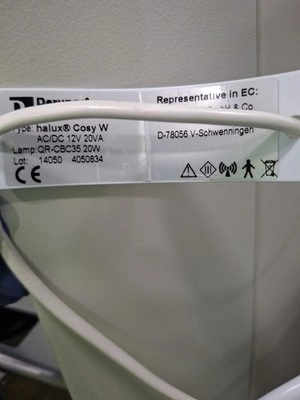 Type: halux® Cosy W
AC/DC 12V 20VA
Lamp: QR-CBC35 20W
Lot: 14050 4050834
CE
Representative in EC:
& Co.
D-78056 V-Schwenningen